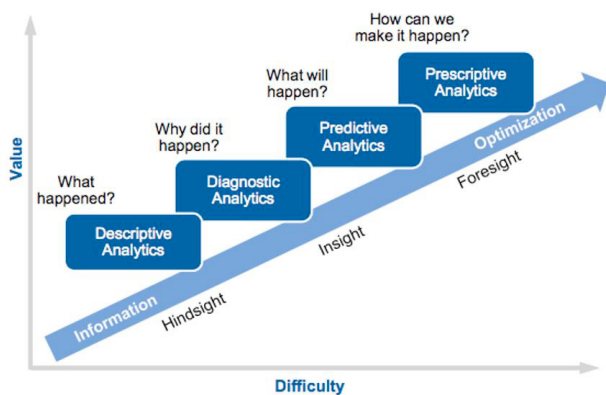 How can we
make it happen?
Prescriptive
Analytics
What will
happen?
Predictive
Analytics
Optimization
Foresight
Why did it
happen?
Diagnostic
Analytics
Insight
What
happened?
Descriptive
Analytics
Hindsight
Information
Value
Difficulty